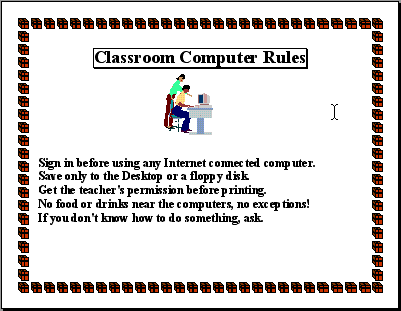 Classroom Computer Rules
Sign in before using any Internet connected computer.
Save only to the Desktop or a floppy disk.
Get the teacher's permission before printing.
No food or drinks near the computers, no exceptions!
If you don't know how to do something, ask.